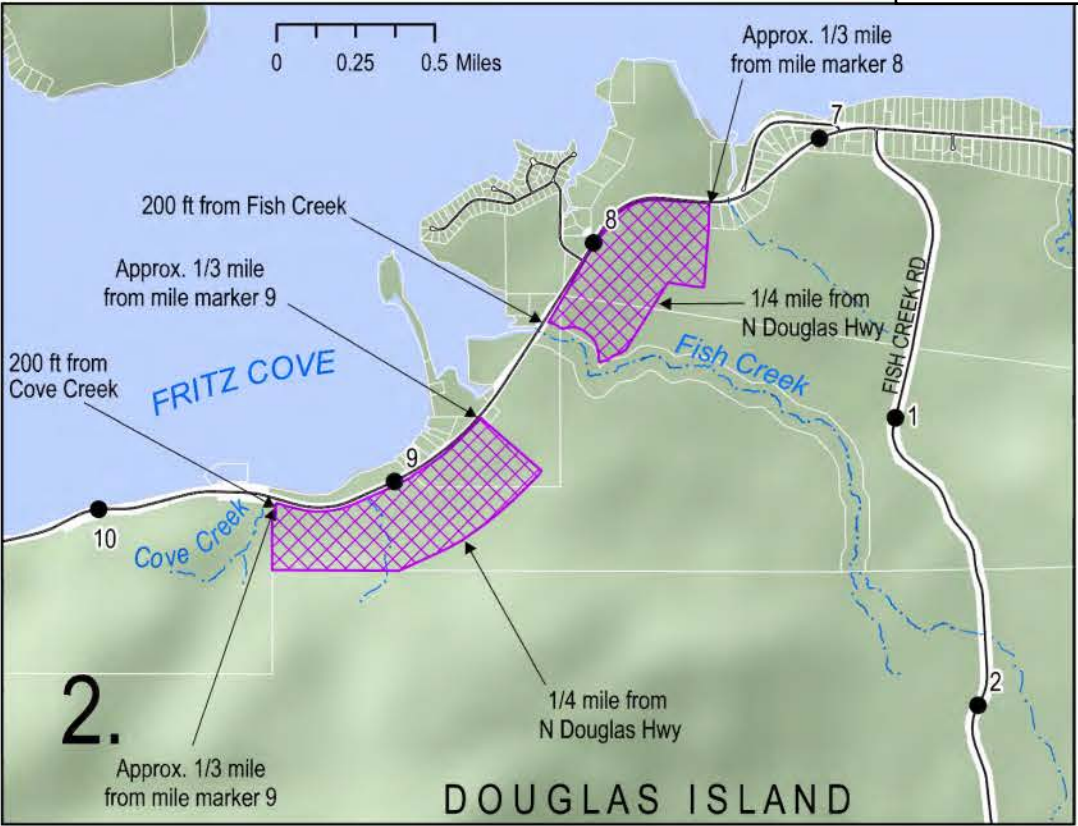 0 0.25 0.5 Miles
Approx. 1/3 mile
from mile marker 8
7
200 ft from Fish Creek
8
Approx. 1/3 mile
from mile marker 9
1/4 mile from
N Douglas Hwy
FISH CREEK RD
200 ft from
Cove Creek
FRITZ COVE
Fish Creek
1
9
10
Cove Creek
2
2.
1/4 mile from
N Douglas Hwy
Approx. 1/3 mile
from mile marker 9
DOUGLAS ISLAND